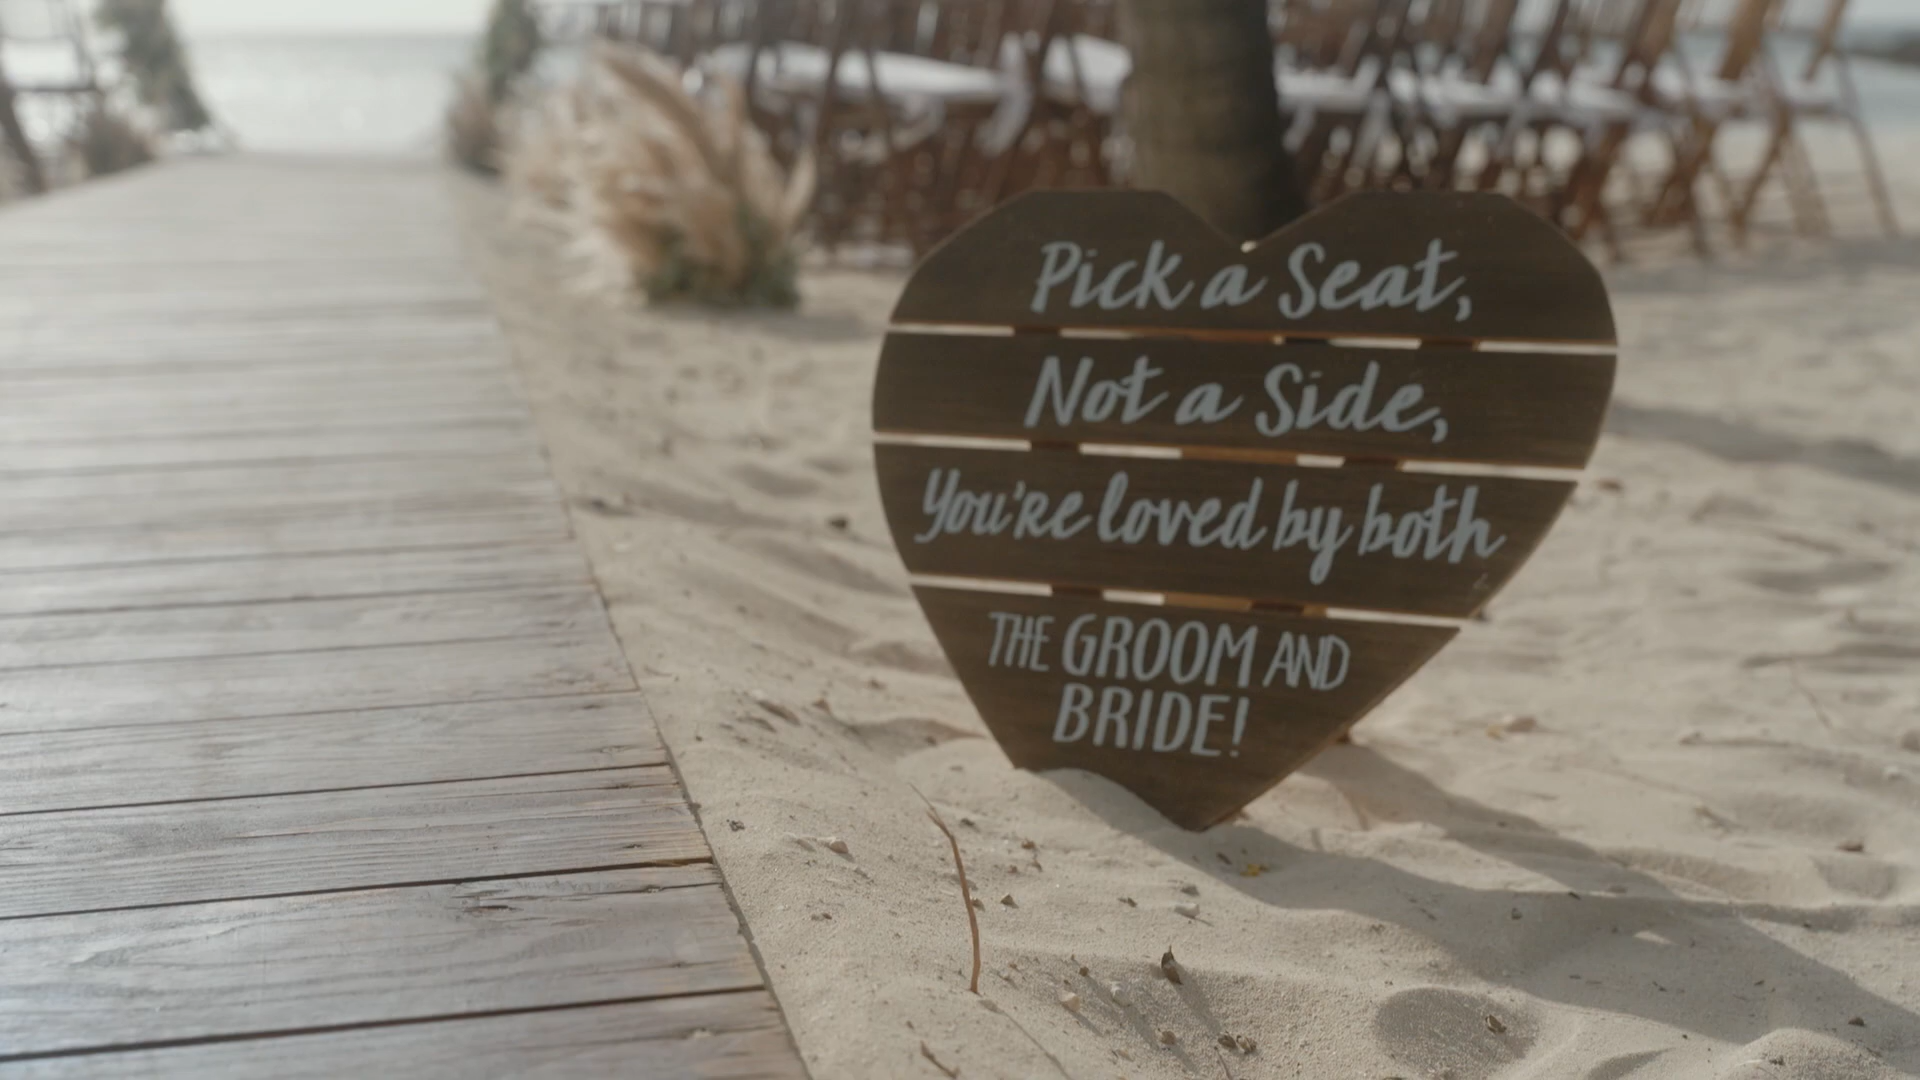 Pick a Seat,
Not a Side,
You're loved by both
THE GROOM AND
BRIDE!